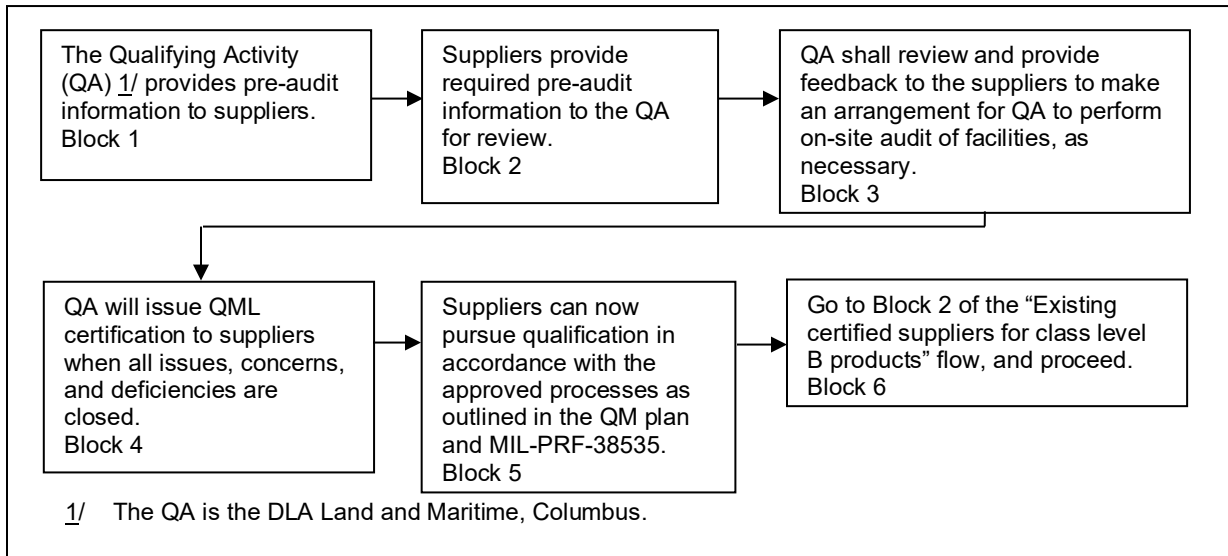 The Qualifying Activity
(QA) 1/ provides pre-audit
information to suppliers.
Block 1
Suppliers provide
required pre-audit
information to the QA
for review.
Block 2
QA shall review and provide
feedback to the suppliers to make
an arrangement for QA to perform
on-site audit of facilities, as
necessary.
Block 3
QA will issue QML
certification to suppliers
when all issues, concerns,
and deficiencies are
closed.
Block 4
Suppliers can now
pursue qualification in
accordance with the
approved processes as
outlined in the QM plan
and MIL-PRF-38535.
Block 5
Go to Block 2 of the “Existing
certified suppliers for class level
B products” flow, and proceed.
Block 6
1/ The QA is the DLA Land and Maritime, Columbus.